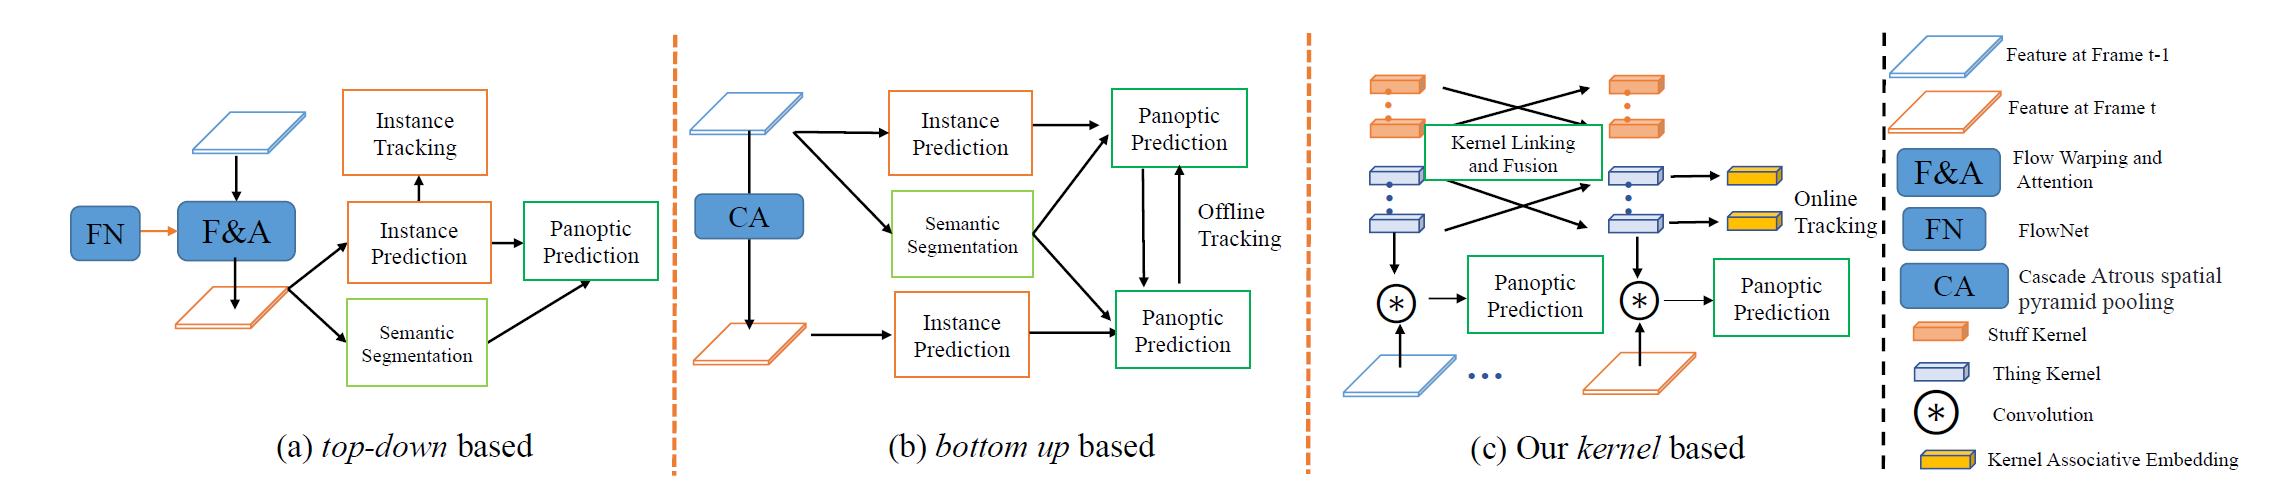 FN
F&A
Instance
Tracking
Instance
Prediction
Panoptic
Prediction
Semantic
Segmentation
(a) top-down based
CA
Instance
Prediction
Semantic
Segmentation
Instance
Prediction
Panoptic
Prediction
Offline
Tracking
Panoptic
Prediction
(b) bottom up based
Kernel Linking
and Fusion
Online
Tracking
Panoptic
Prediction
Panoptic
Prediction
(c) Our kernel based
Feature at Frame t-1
Feature at Frame t
F&A
Flow Warping and
Attention
FN
FlowNet
CA
Cascade Atrous spatial
pyramid pooling
Stuff Kernel
Thing Kernel
Convolution
Kernel Associative Embedding